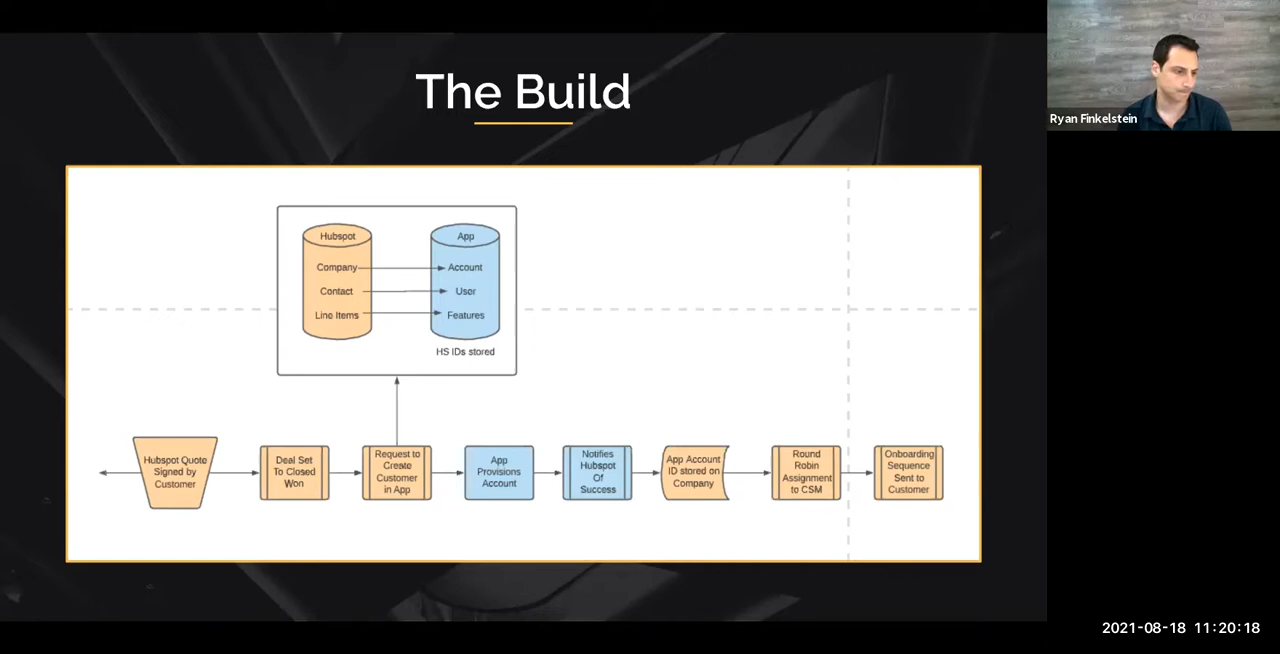 The Build
Ryan Finkelstein
Hubspot
App
Company
Account
Contact
User
Line Items
Features
HS IDs stored
Hubspot Quote
Signed by
Customer
Deal Set
To Closed
Won
Request to
Create
Customer
in App
App
Provisions
Account
Notifies
Hubspot
Of
Success
App Account
ID stored on
Company
Round
Robin
Assignment
to CSM
Onboarding
Sequence
Sent to
Customer
2021-08-18 11:20:18